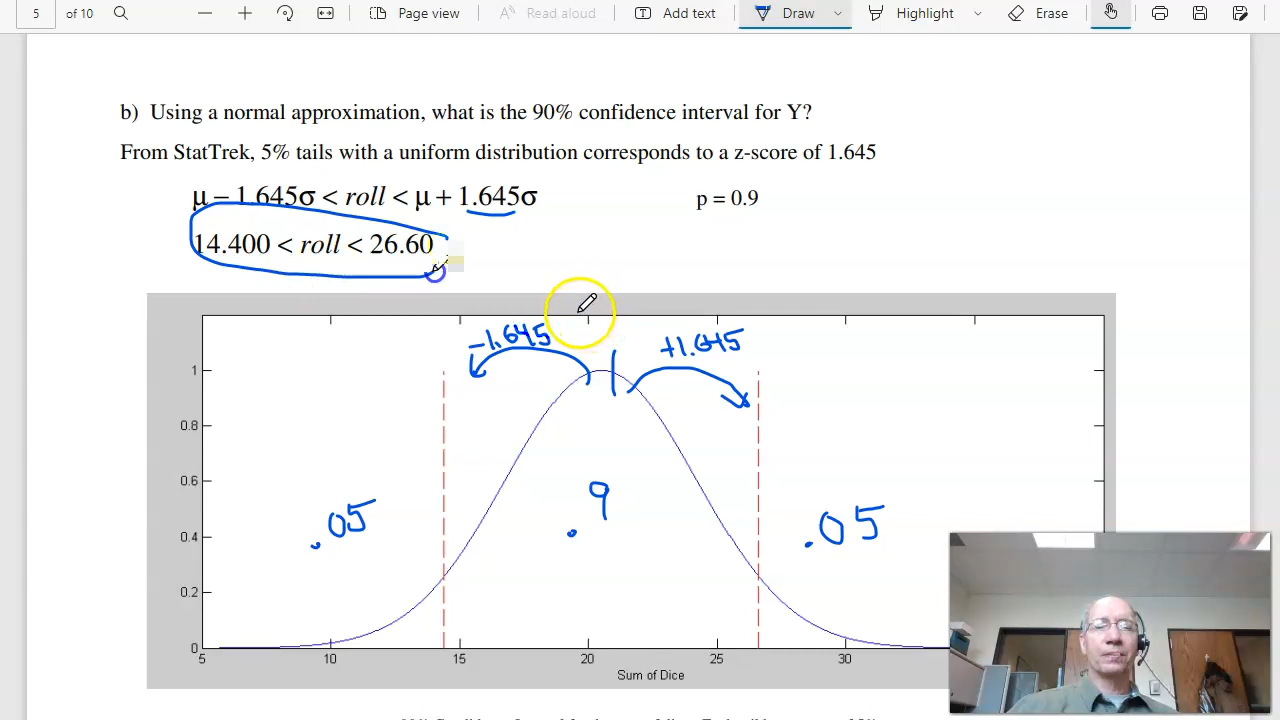 5 of 10 Page view Read aloud Add text Draw Highlight Erase
b) Using a normal approximation, what is the 90% confidence interval for Y?
From StatTrek, 5% tails with a uniform distribution corresponds to a z-score of 1.645
μ − 1.645σ < roll < μ + 1.645σ p = 0.9
14.400 < roll < 26.60
−1.645 +1.645
1
0.8
0.6
.05 .9 .05
0.4
0.2
0
5 10 15 20 25 30
Sum of Dice